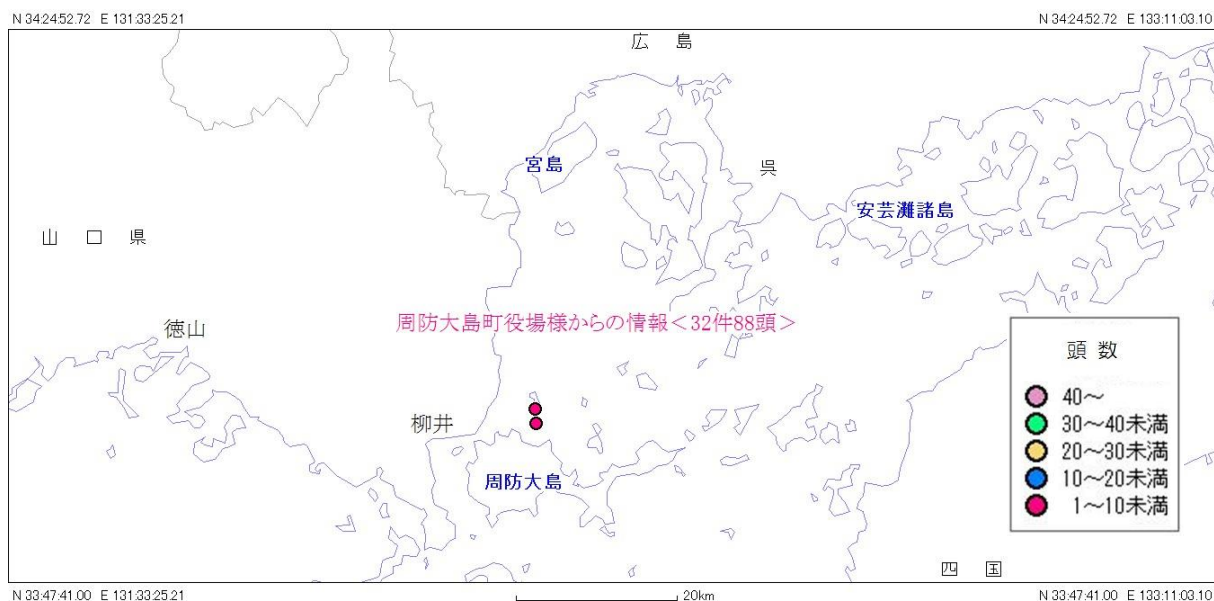 N 34:24:52.72 E 131:33:25.21
N 34:24:52.72 E 133:11:03.10
広 島
宮島
呉
安芸灘諸島
山 口 県
周防大島町役場様からの情報＜32件88頭＞
徳山
頭 数
40～
30～40未満
20～30未満
10～20未満
1～10未満
柳井
周防大島
四 国
N 33:47:41.00 E 131:33:25.21
20km
N 33:47:41.00 E 133:11:03.10